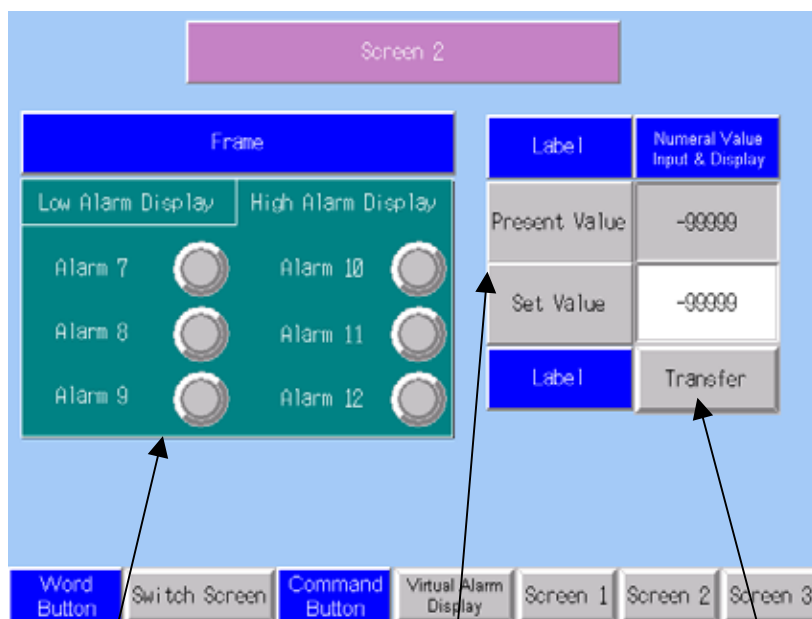 Screen 2
Frame
Low Alarm Display
High Alarm Display
Alarm 7
Alarm 10
Alarm 8
Alarm 11
Alarm 9
Alarm 12
Label
Numeral Value
Input & Display
Present Value
-99999
Set Value
-99999
Label
Transfer
Word
Button
Switch Screen
Command
Button
Virtual Alarm
Display
Screen 1
Screen 2
Screen 3